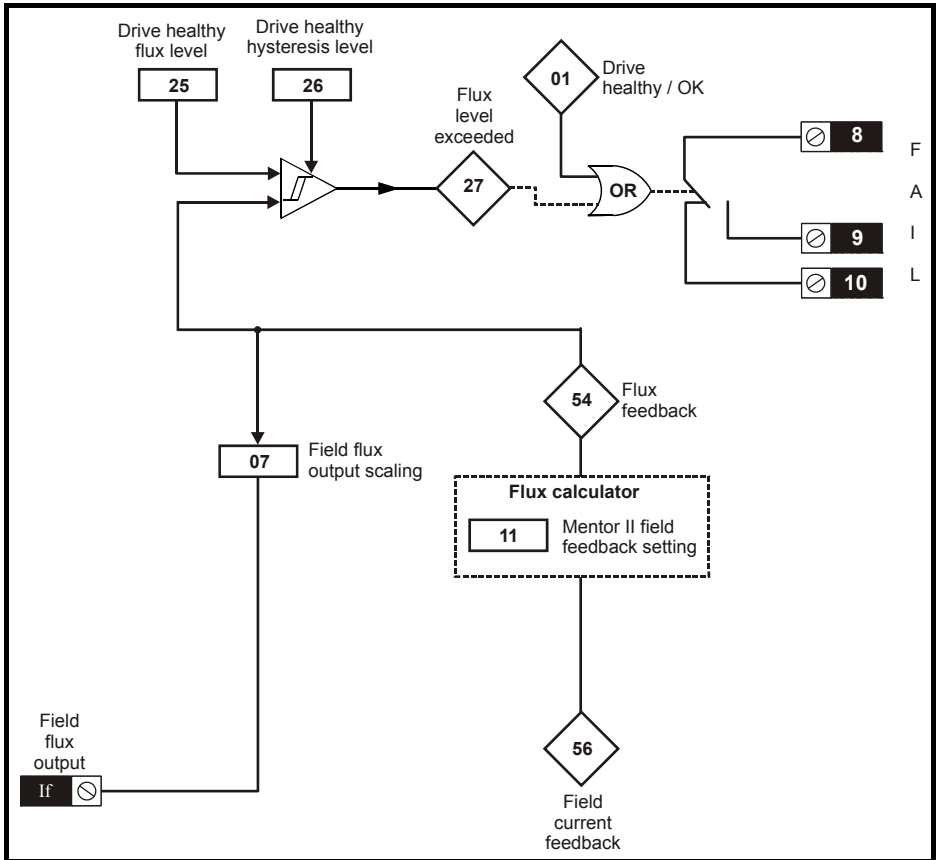 Drive healthy
flux level
25
Drive healthy
hysteresis level
26
Flux
level
exceeded
27
01
Drive
healthy / OK
OR
8
9
10
F
A
I
L
54
Flux
feedback
07
Field flux
output scaling
Flux calculator
11
Mentor II field
feedback setting
Field
flux
output
If
56
Field
current
feedback